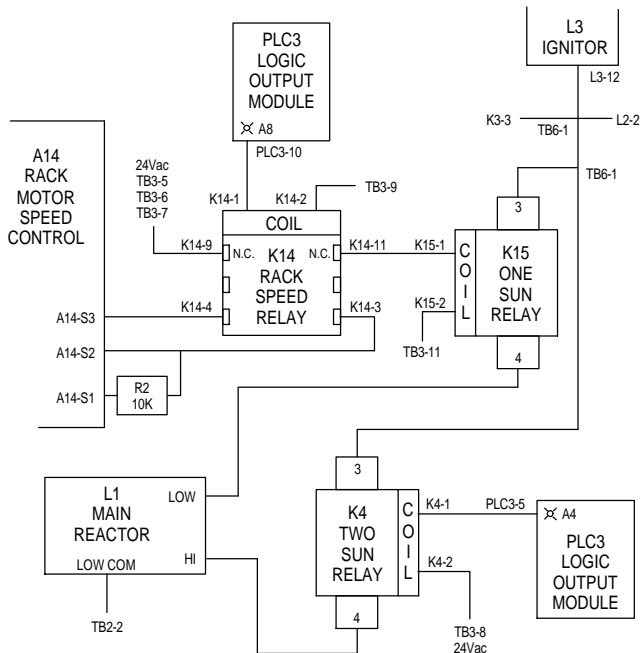 L3
IGNITOR
L3-12
K3-3
TB6-1
L2-2
TB6-1
PLC3
LOGIC
OUTPUT
MODULE
A8
PLC3-10
A14
RACK
MOTOR
SPEED
CONTROL
24Vac
TB3-5
TB3-6
TB3-7
K14-1
K14-2
TB3-9
COIL
K14-9
N.C.
K14
N.C.
K14-11
RACK
SPEED
RELAY
K14-4
K14-3
A14-S3
A14-S2
A14-S1
R2
10K
K15-1
K15-2
TB3-11
COIL
3
K15
ONE
SUN
RELAY
4
L1
MAIN
REACTOR
LOW
HI
LOW COM
TB2-2
3
K4
TWO
SUN
RELAY
COIL
4
K4-1
PLC3-5
K4-2
TB3-8
24Vac
A4
PLC3
LOGIC
OUTPUT
MODULE